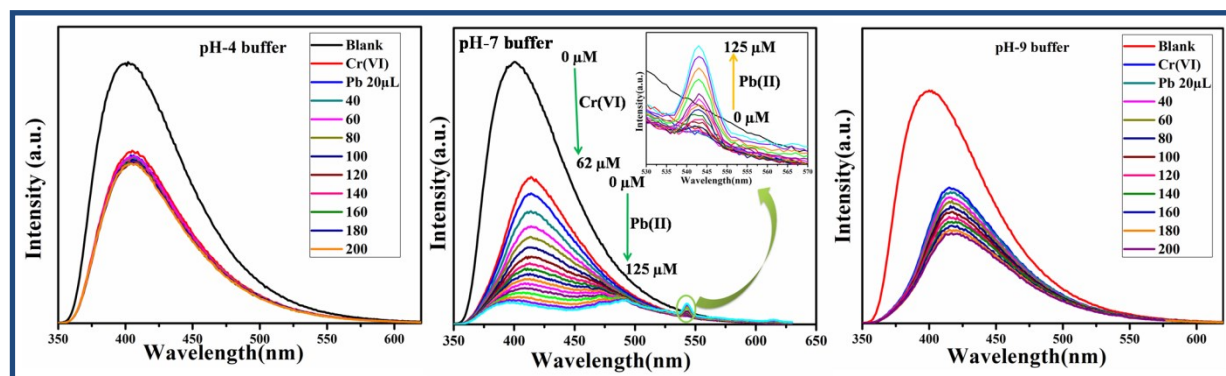 pH-4 buffer
Blank
Cr(VI)
Pb 20µL
40
60
80
100
120
140
160
180
200
Intensity(a.u.)
350 400 450 500 550 600
Wavelength(nm)
pH-7 buffer
0 µM
Cr(VI)
62 µM
0 µM
Pb(II)
125 µM
125 µM
Pb(II)
0 µM
Intensity(a.u.)
530 535 540 545 550 555 560 565 570
Wavelength(nm)
Intensity(a.u.)
350 400 450 500 550 600 650
Wavelength(nm)
pH-9 buffer
Blank
Cr(VI)
Pb 20µL
40
60
80
100
120
140
160
180
200
Intensity(a.u.)
350 400 450 500 550 600
Wavelength(nm)